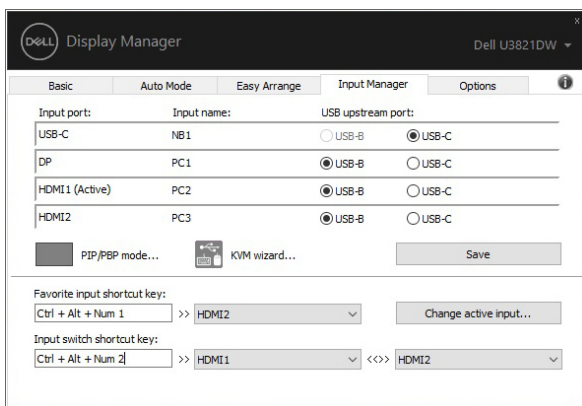 x
DELL Display Manager Dell U3821DW
Basic Auto Mode Easy Arrange Input Manager Options i
Input port: Input name: USB upstream port:
USB-C NB1 USB-B USB-C
DP PC1 USB-B USB-C
HDMI1 (Active) PC2 USB-B USB-C
HDMI2 PC3 USB-B USB-C
PIP/PBP mode... KVM wizard... Save
Favorite input shortcut key:
Ctrl + Alt + Num 1 >> HDMI2 Change active input...
Input switch shortcut key:
Ctrl + Alt + Num 2 >> HDMI1 <<>> HDMI2